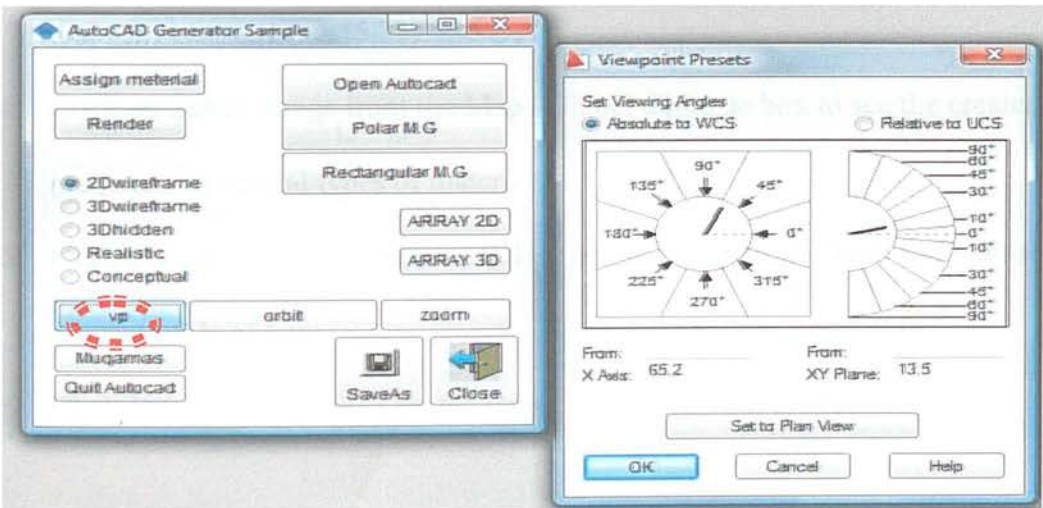 AutoCAD Generator Sample
Assign meterial
Open Autocad
Render
Polar M.G
Rectangular M.G
2Dwireframe
3Dwireframe
3Dhidden
Realistic
Conceptual
ARRAY 2D
ARRAY 3D
vp
orbit
zoom
Muqarnas
Quit Autocad
SaveAs
Close
Viewpoint Presets
Set Viewing Angles
Absolute to WCS
Relative to UCS
90°
135°
45°
180°
0°
225°
315°
270°
90°
60°
45°
30°
10°
0°
-10°
-30°
-45°
-60°
-90°
From:
X Axis: 65.2
From:
XY Plane: 13.5
Set to Plan View
OK
Cancel
Help